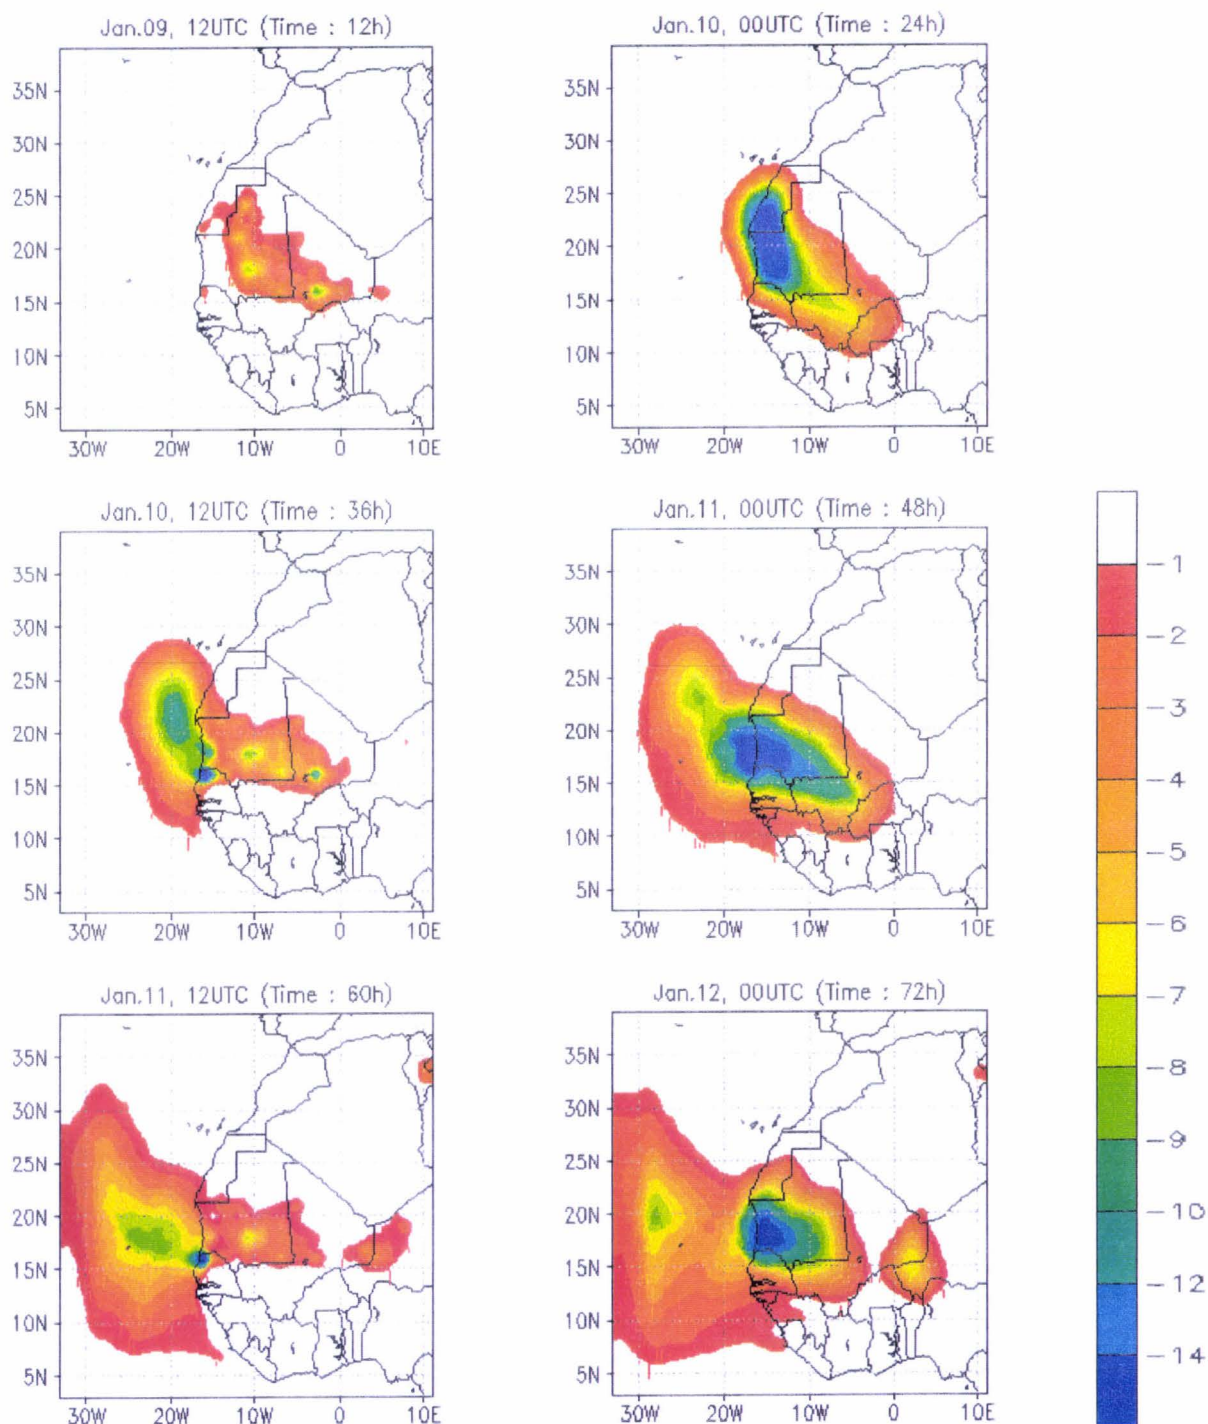 Jan.09, 12UTC (Time : 12h)
35N
30N
25N
20N
15N
10N
5N
30W 20W 10W 0 10E
Jan.10, 00UTC (Time : 24h)
35N
30N
25N
20N
15N
10N
5N
30W 20W 10W 0 10E
Jan.10, 12UTC (Time : 36h)
35N
30N
25N
20N
15N
10N
5N
30W 20W 10W 0 10E
Jan.11, 00UTC (Time : 48h)
35N
30N
25N
20N
15N
10N
5N
30W 20W 10W 0 10E
Jan.11, 12UTC (Time : 60h)
35N
30N
25N
20N
15N
10N
5N
30W 20W 10W 0 10E
Jan.12, 00UTC (Time : 72h)
35N
30N
25N
20N
15N
10N
5N
30W 20W 10W 0 10E
-1
-2
-3
-4
-5
-6
-7
-8
-9
-10
-12
-14